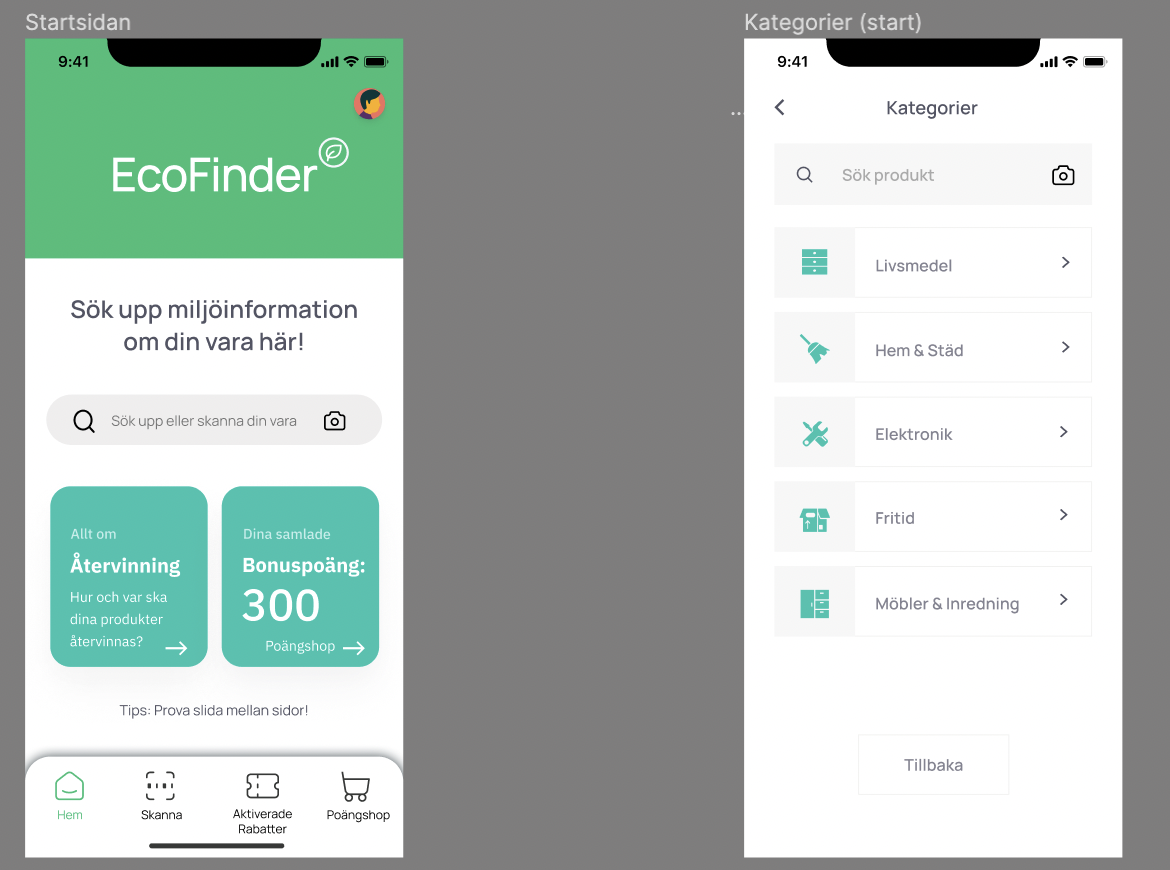 Startsidan
9:41
EcoFinder
Sök upp miljöinformation
om din vara här!
Sök upp eller skanna din vara
Allt om
Återvinning
Hur och var ska
dina produkter
återvinnas?
Dina samlade
Bonuspoäng:
300
Poängshop
Tips: Prova slida mellan sidor!
Hem
Skanna
Aktiverade
Rabatter
Poängshop
Kategorier (start)
9:41
...
Kategorier
Sök produkt
Livsmedel
Hem & Städ
Elektronik
Fritid
Möbler & Inredning
Tillbaka